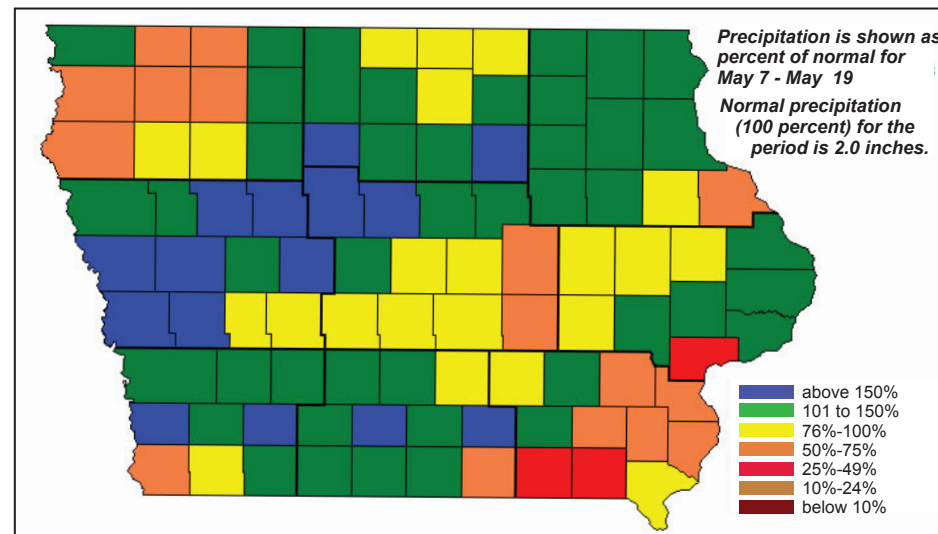 Precipitation is shown as
percent of normal for
May 7 - May 19
Normal precipitation
(100 percent) for the
period is 2.0 inches.
above 150%
101 to 150%
76%-100%
50%-75%
25%-49%
10%-24%
below 10%